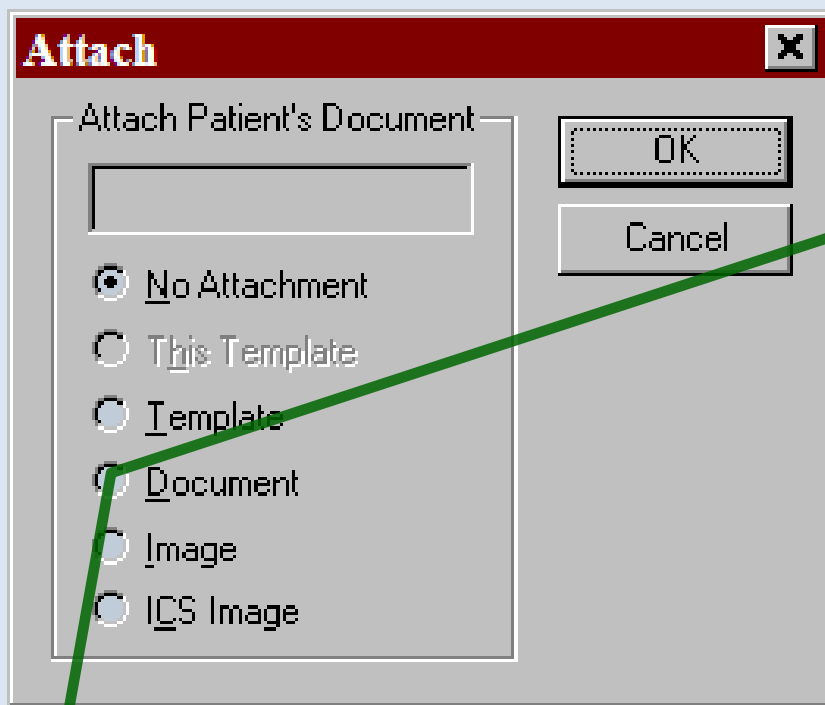 Attach
Attach Patient's Document
OK
Cancel
No Attachment
This Template
Template
Document
Image
ICS Image